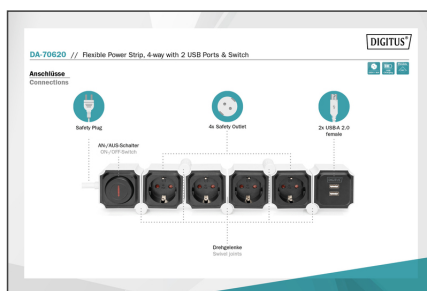 DIGITUS®
DA-70620 // Flexible Power Strip, 4-way with 2 USB Ports & Switch
Anschlüsse
Connections
Safety Plug
4x Safety Outlet
2x USB-A 2.0
female
AN-/AUS-Schalter
ON-/OFF-Switch
Drehgelenke
Swivel joints